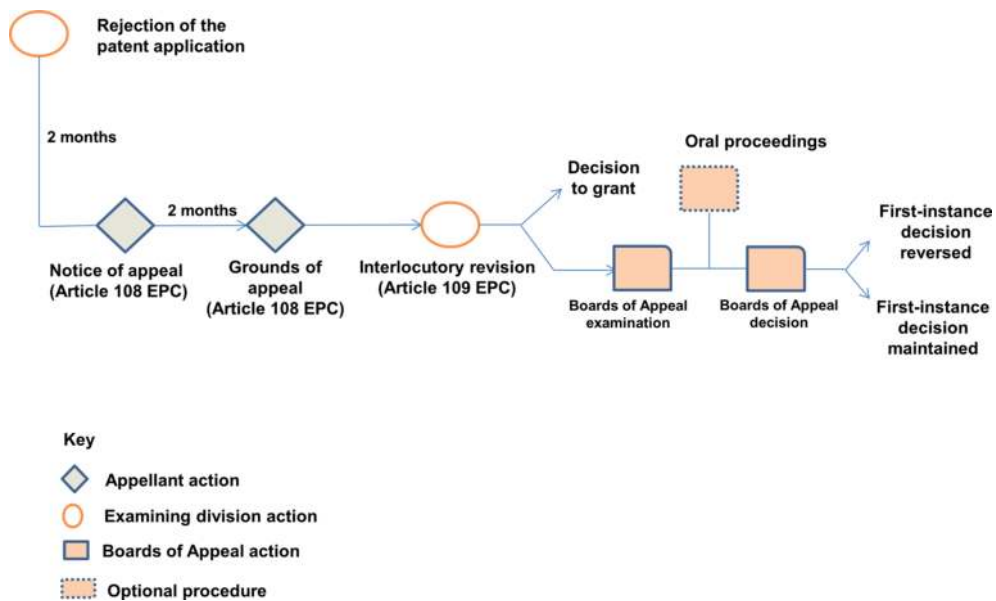 Rejection of the
patent application
2 months
2 months
Notice of appeal
(Article 108 EPC)
Grounds of
appeal
(Article 108 EPC)
Interlocutory revision
(Article 109 EPC)
Decision
to grant
Oral proceedings
Boards of Appeal
examination
Boards of Appeal
decision
First-instance
decision
reversed
First-instance
decision
maintained
Key
Appellant action
Examining division action
Boards of Appeal action
Optional procedure